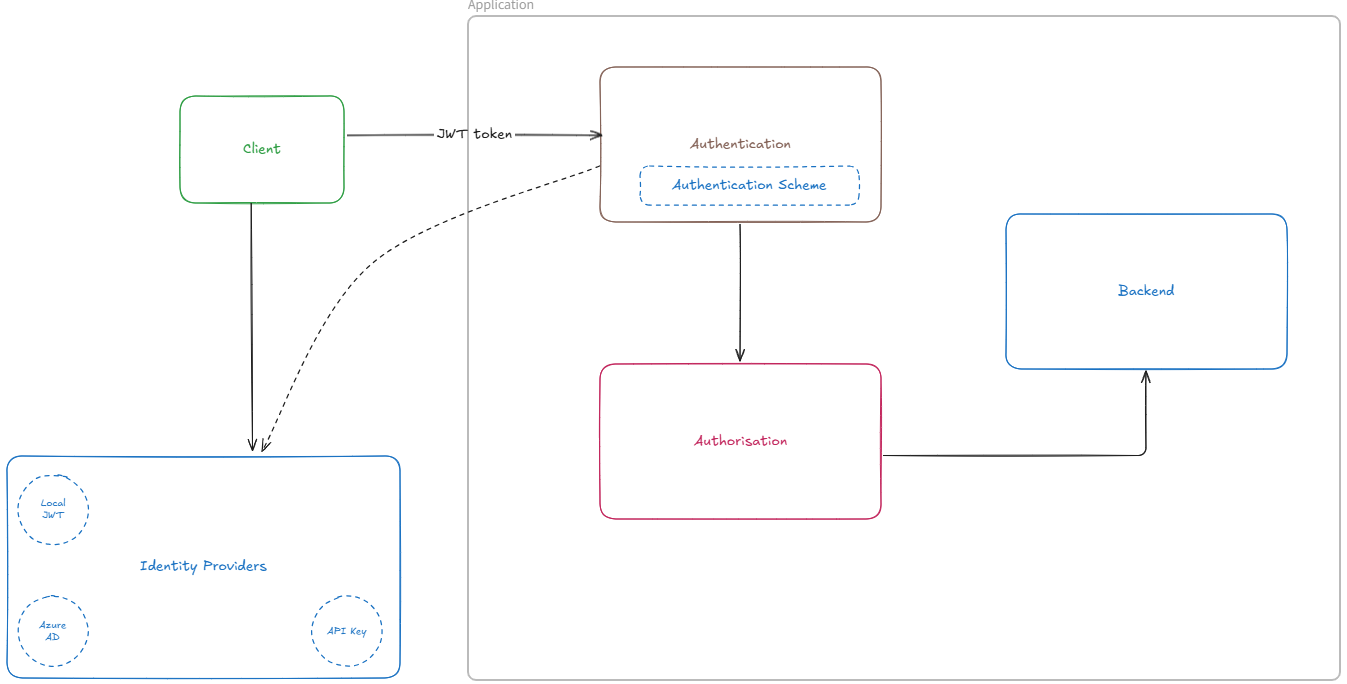 Application
Client
JWT token
Authentication
Authentication Scheme
Backend
Authorisation
Local
JWT
Identity Providers
Azure
AD
API Key